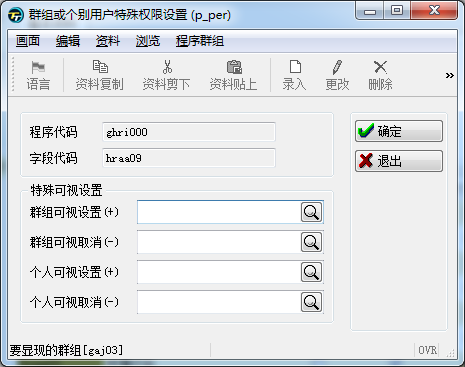 群组或个别用户特殊权限设置 (p_per)
画面 编辑 资料 浏览 程序群组
语言 资料复制 资料剪下 资料贴上 录入 更改 删除 »
程序代码 ghri000
字段代码 hraa09
确定
退出
特殊可视设置
群组可视设置(+)
群组可视取消(-)
个人可视设置(+)
个人可视取消(-)
要显现的群组[gaj03] OVR